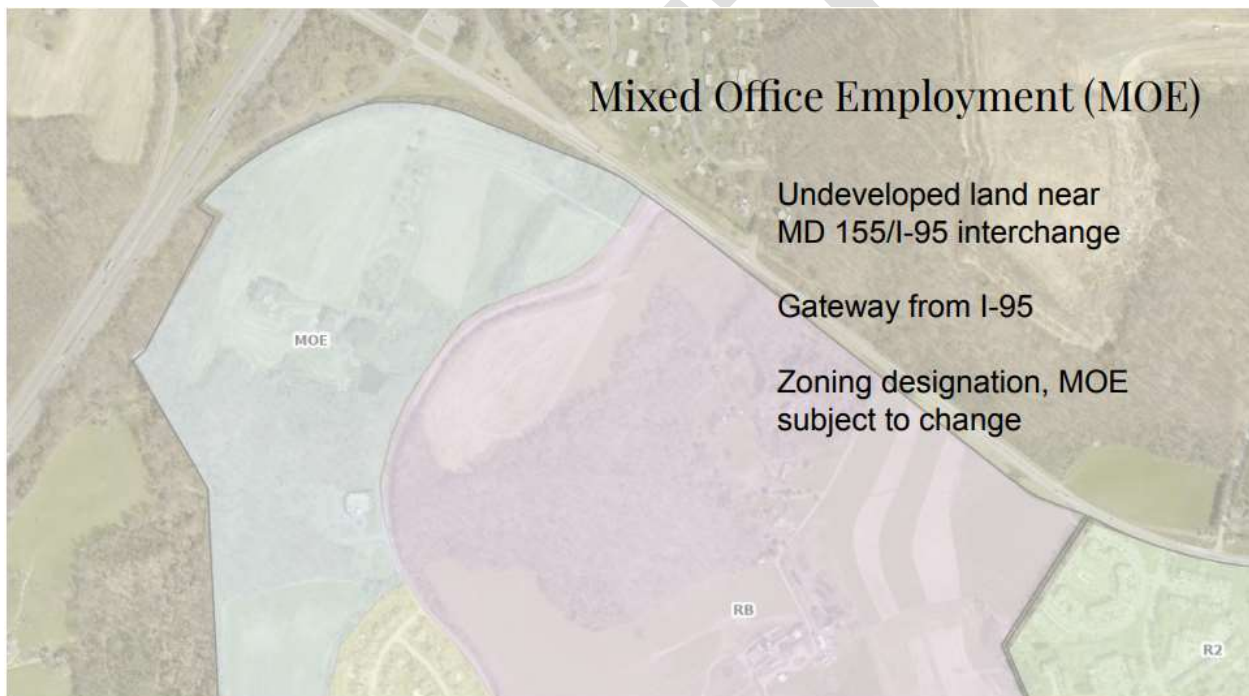 Mixed Office Employment (MOE)
Undeveloped land near
MD 155/I-95 interchange
Gateway from I-95
Zoning designation, MOE
subject to change
MOE
RB
R2